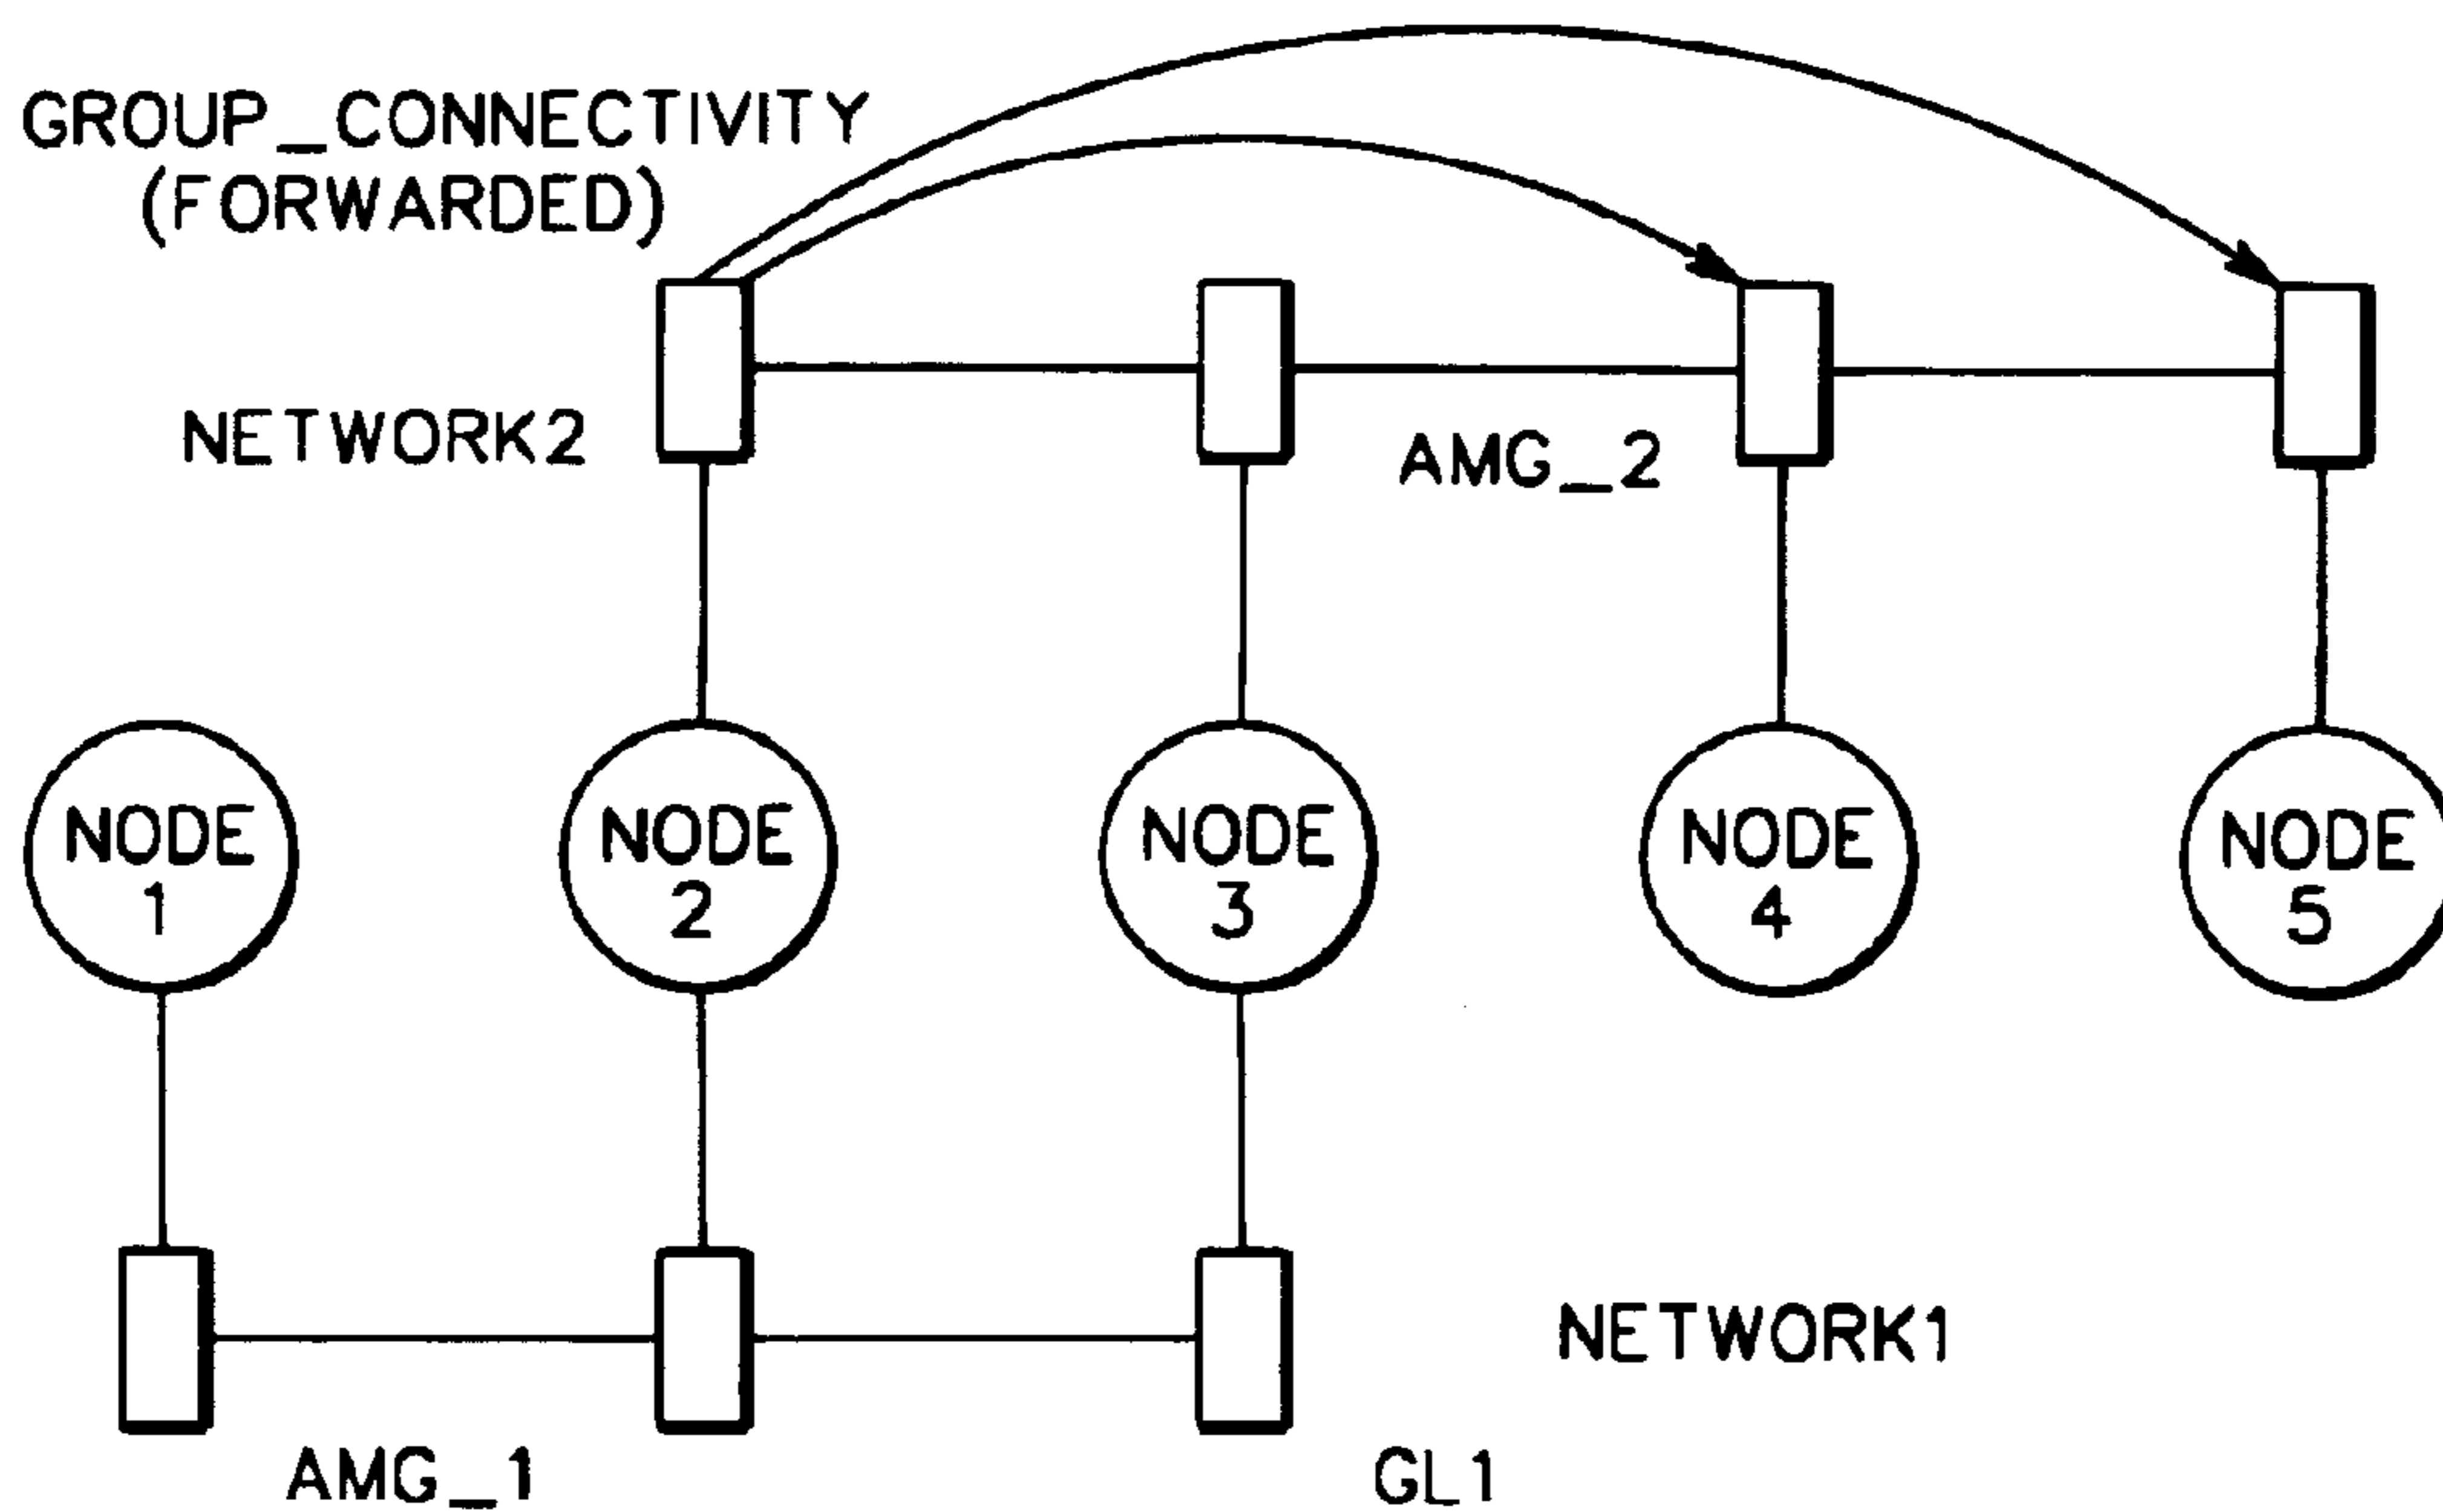 GROUP_CONNECTIVITY
(FORWARDED)
NETWORK2
AMG_2
NODE
1
NODE
2
NODE
3
NODE
4
NODE
5
NETWORK1
AMG_1
GL1